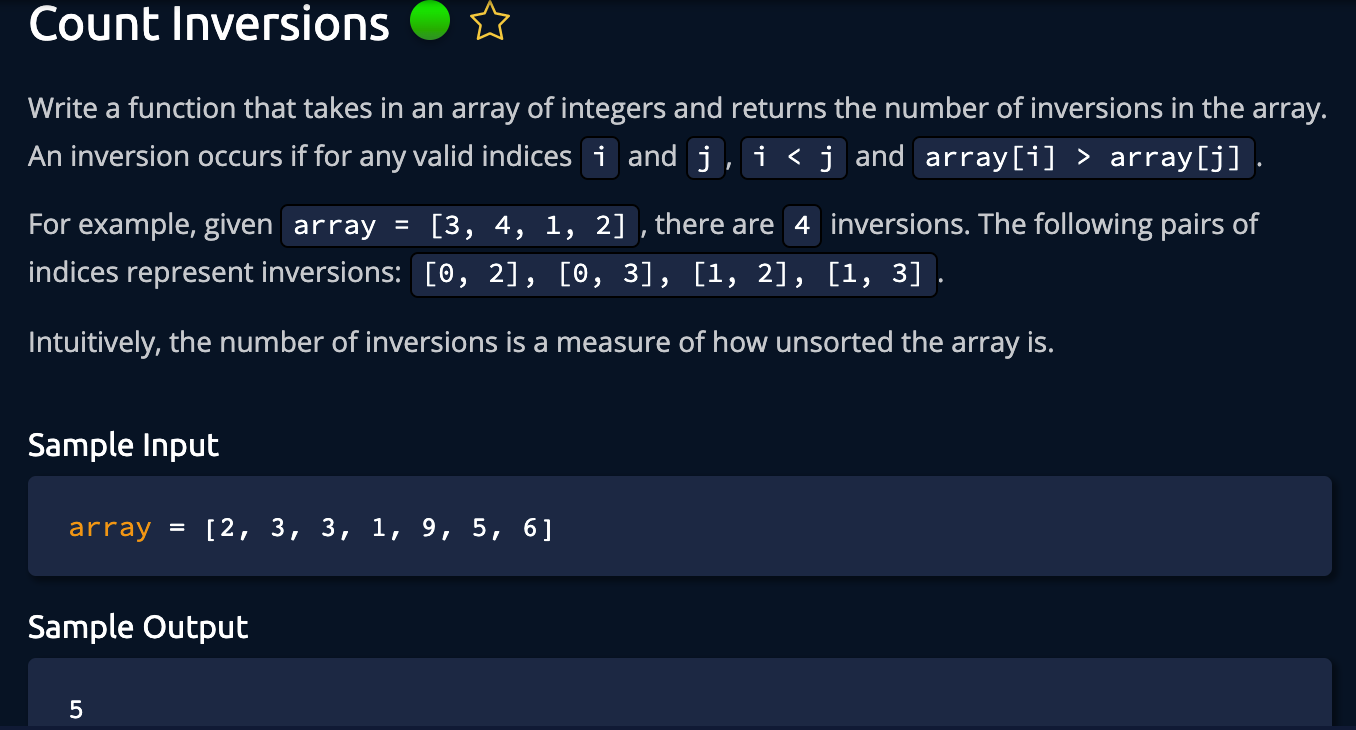 Count Inversions
Write a function that takes in an array of integers and returns the number of inversions in the array.
An inversion occurs if for any valid indices i and j, i < j and array[i] > array[j].
For example, given array = [3, 4, 1, 2], there are 4 inversions. The following pairs of
indices represent inversions: [0, 2], [0, 3], [1, 2], [1, 3].
Intuitively, the number of inversions is a measure of how unsorted the array is.
Sample Input
array = [2, 3, 3, 1, 9, 5, 6]
Sample Output
5